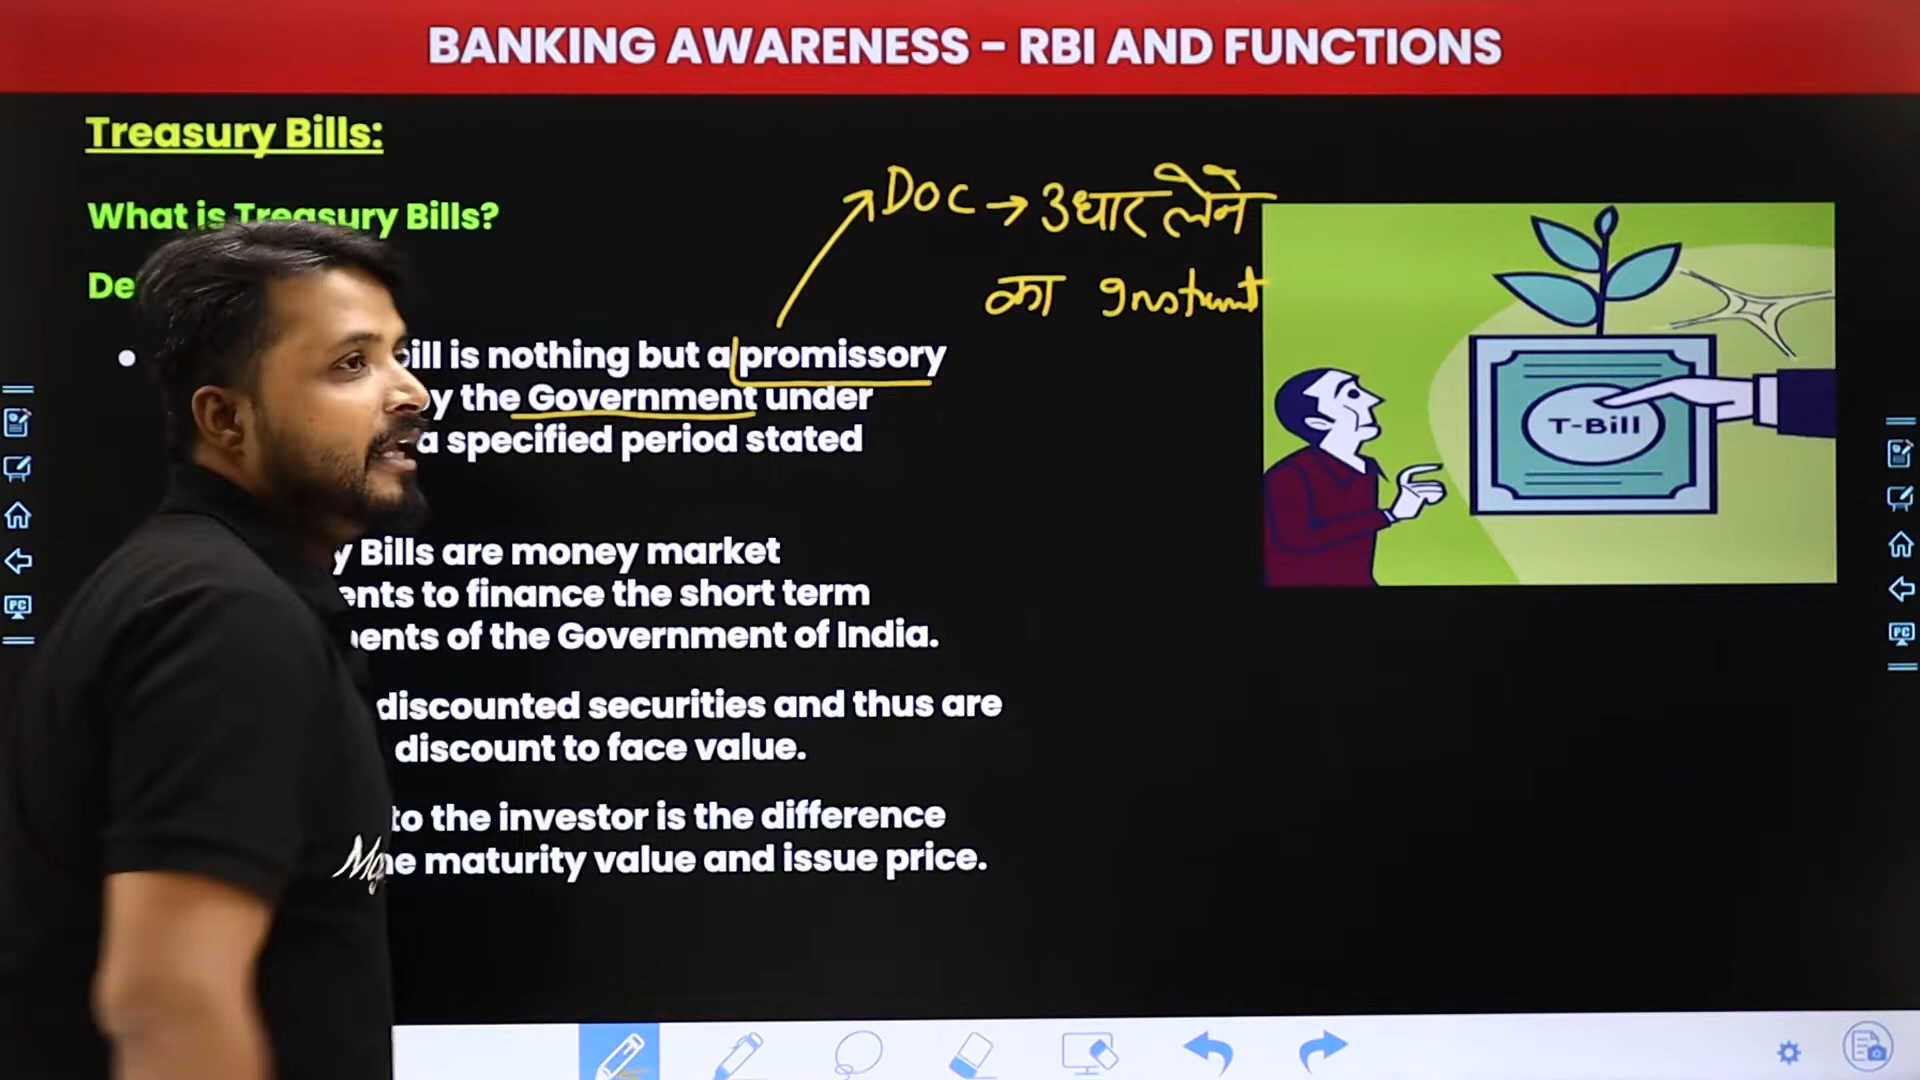 BANKING AWARENESS - RBI AND FUNCTIONS
Treasury Bills:
What is Treasury Bills?
De
ill is nothing but a promissory
y the Government under
a specified period stated
y Bills are money market
ents to finance the short term
ents of the Government of India.
discounted securities and thus are
discount to face value.
to the investor is the difference
e maturity value and issue price.
Doc → उधार लेने
का
T-Bill
PC
PC